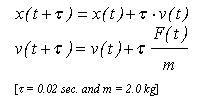 x(t + τ) = x(t) + τ · v(t)
v(t + τ) = v(t) + τ F(t)/m
[τ = 0.02 sec. and m = 2.0 kg]